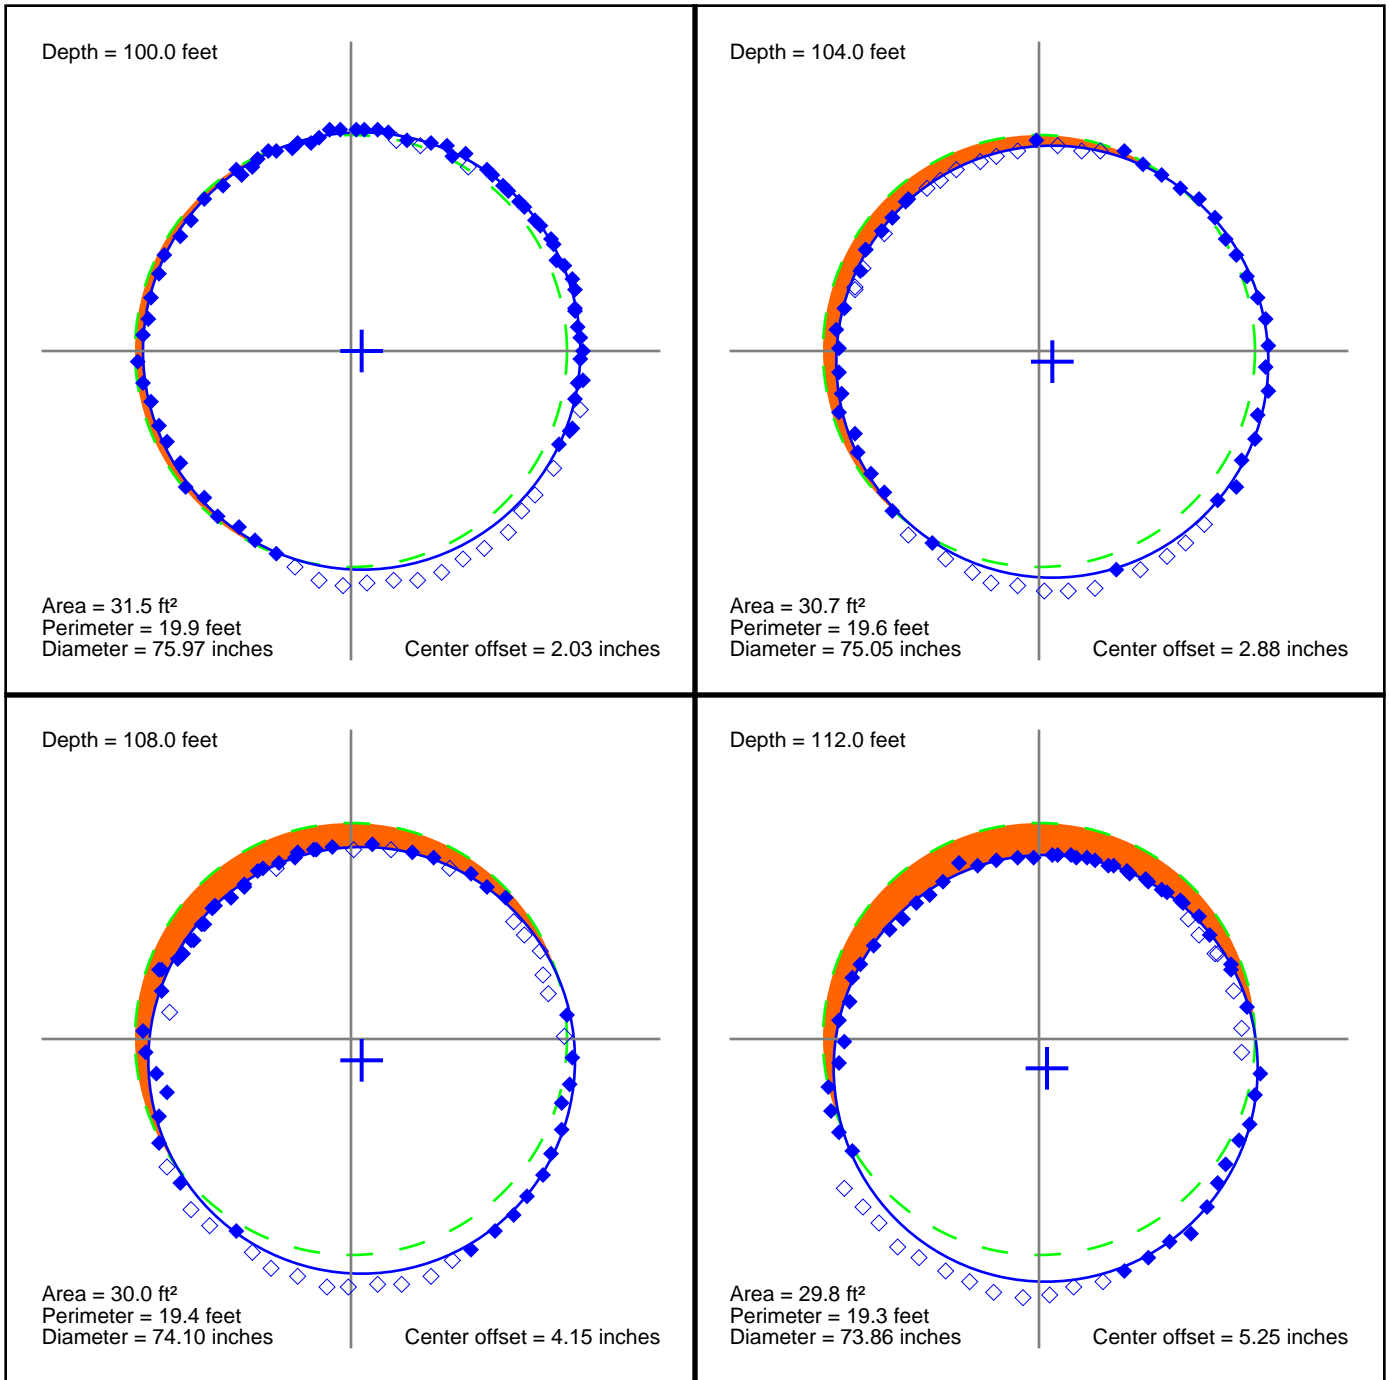 Depth = 100.0 feet
Area = 31.5 ft²
Perimeter = 19.9 feet
Diameter = 75.97 inches
Center offset = 2.03 inches
Depth = 104.0 feet
Area = 30.7 ft²
Perimeter = 19.6 feet
Diameter = 75.05 inches
Center offset = 2.88 inches
Depth = 108.0 feet
Area = 30.0 ft²
Perimeter = 19.4 feet
Diameter = 74.10 inches
Center offset = 4.15 inches
Depth = 112.0 feet
Area = 29.8 ft²
Perimeter = 19.3 feet
Diameter = 73.86 inches
Center offset = 5.25 inches